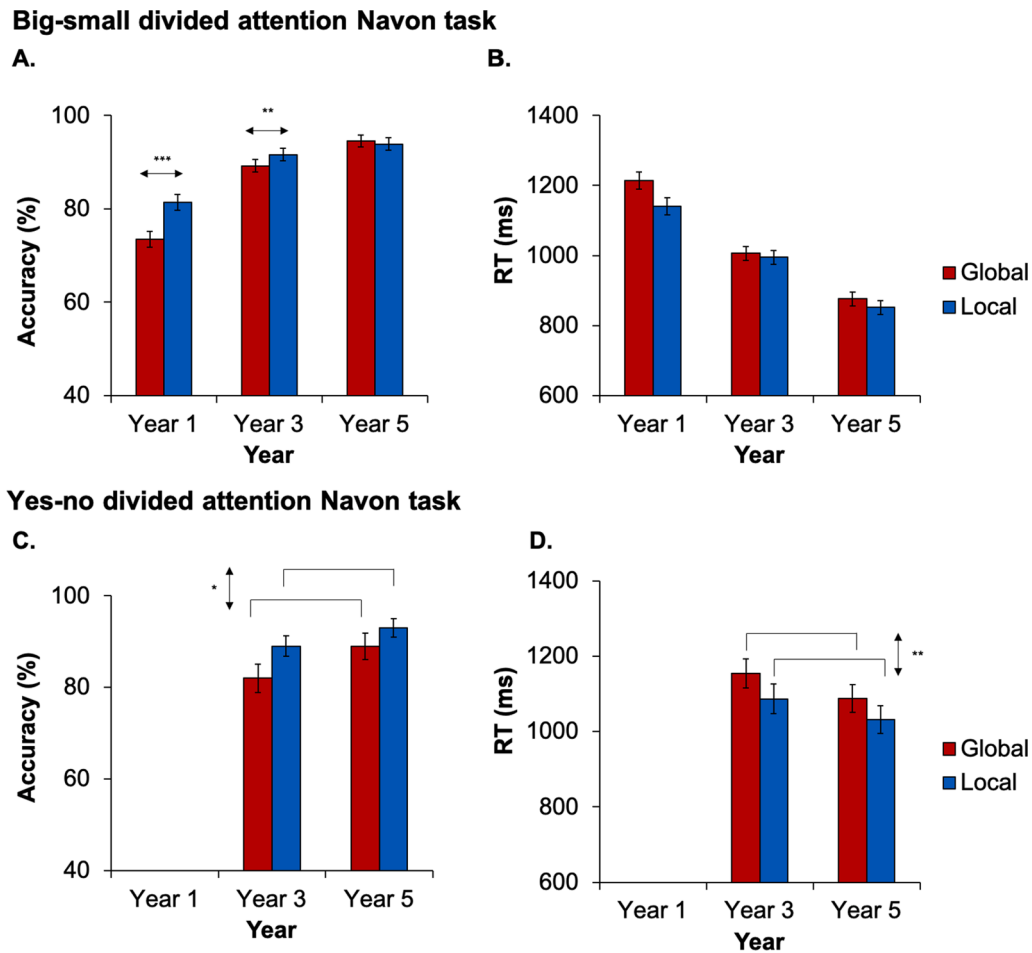 Big-small divided attention Navon task
A.
B.
100
80
60
40
Accuracy (%)
***
**
Year 1 Year 3 Year 5
Year
1400
1200
1000
800
600
RT (ms)
Year 1 Year 3 Year 5
Year
Global
Local
Yes-no divided attention Navon task
C.
D.
100
80
60
40
Accuracy (%)
*
Year 1 Year 3 Year 5
Year
1400
1200
1000
800
600
RT (ms)
**
Year 1 Year 3 Year 5
Year
Global
Local